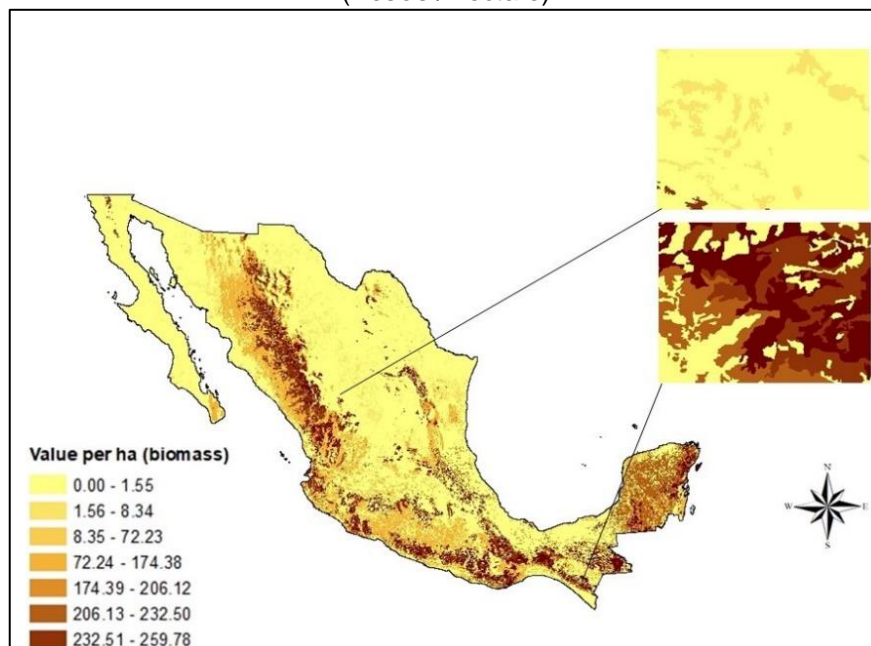 Value per ha (biomass)
0.00 - 1.55
1.56 - 8.34
8.35 - 72.23
72.24 - 174.38
174.39 - 206.12
206.13 - 232.50
232.51 - 259.78
N
W E
S